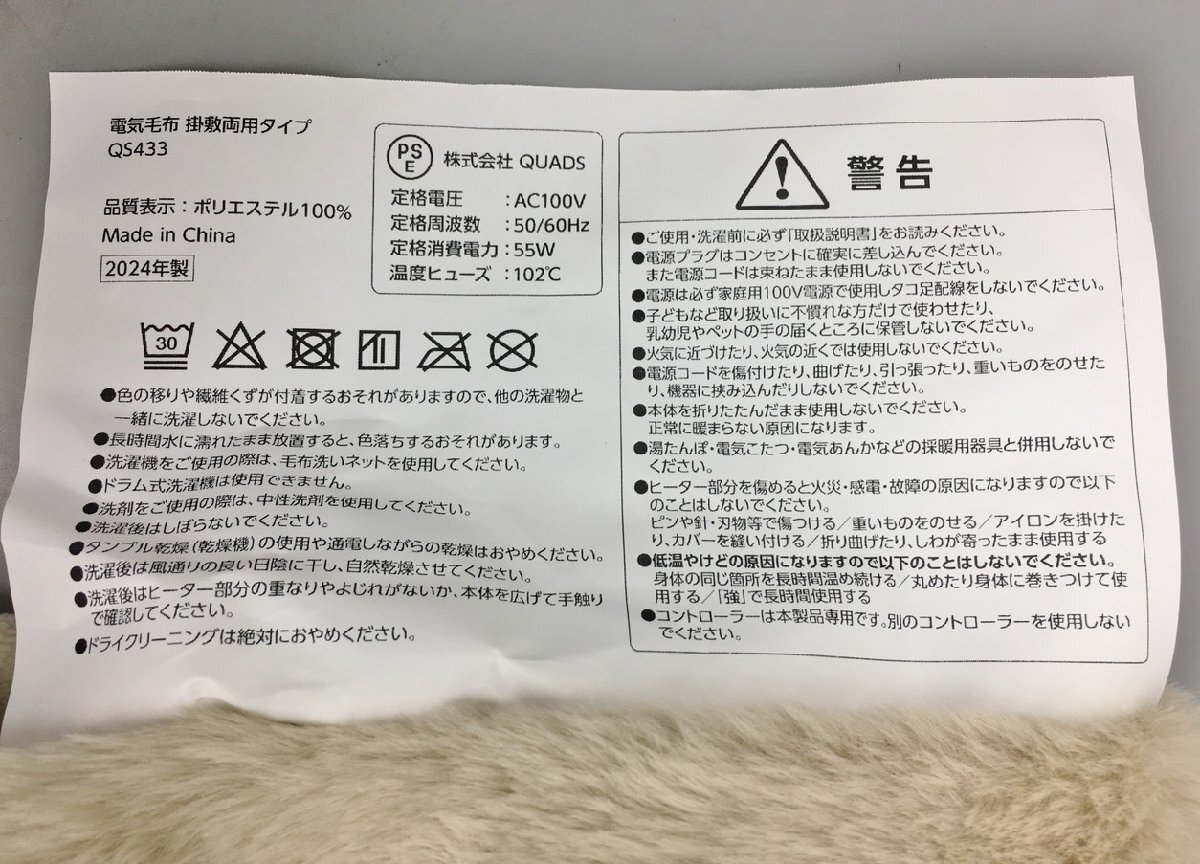 電気毛布 掛敷両用タイプ
QS433
品質表示：ポリエステル100%
Made in China
2024年製
PS
E
株式会社 QUADS
定格電圧 ：AC100V
定格周波数 ：50/60Hz
定格消費電力：55W
温度ヒューズ ：102℃
30
●色の移りや繊維くずが付着するおそれがありますので、他の洗濯物と
一緒に洗濯しないでください。
●長時間水に濡れたまま放置すると、色落ちするおそれがあります。
●洗濯機をご使用の際は、毛布洗いネットを使用してください。
●ドラム式洗濯機は使用できません。
●洗剤をご使用の際は、中性洗剤を使用してください。
●洗濯後はしぼらないでください。
●タンブル乾燥（乾燥機）の使用や通電しながらの乾燥はおやめください。
●洗濯後は風通りの良い日陰に干し、自然乾燥させてください。
●洗濯後はヒーター部分の重なりやよじれがないか、本体を広げて手触り
で確認してください。
●ドライクリーニングは絶対におやめください。
警告
●ご使用・洗濯前に必ず「取扱説明書」をお読みください。
●電源プラグはコンセントに確実に差し込んでください。
また電源コードは束ねたまま使用しないでください。
●電源は必ず家庭用100V電源で使用しタコ足配線をしないでください。
●子どもなど取り扱いに不慣れな方だけで使わせたり、
乳幼児やペットの手の届くところに保管しないでください。
●火気に近づけたり、火気の近くでは使用しないでください。
●電源コードを傷付けたり、曲げたり、引っ張ったり、重いものをのせた
り、機器に挟み込んだりしないでください。
●本体を折りたたんだまま使用しないでください。
正常に暖まらない原因になります。
●湯たんぽ・電気こたつ・電気あんかなどの採暖用器具と併用しないで
ください。
●ヒーター部分を傷めると火災・感電・故障の原因になりますので以下
のことはしないでください。
ピンや針・刃物等で傷つける／重いものをのせる／アイロンを掛けた
り、カバーを縫い付ける／折り曲げたり、しわが寄ったまま使用する
●低温やけどの原因になりますので以下のことはしないでください。
身体の同じ箇所を長時間温め続ける／丸めたり身体に巻きつけて使
用する／「強」で長時間使用する
●コントローラーは本製品専用です。別のコントローラーを使用しない
でください。